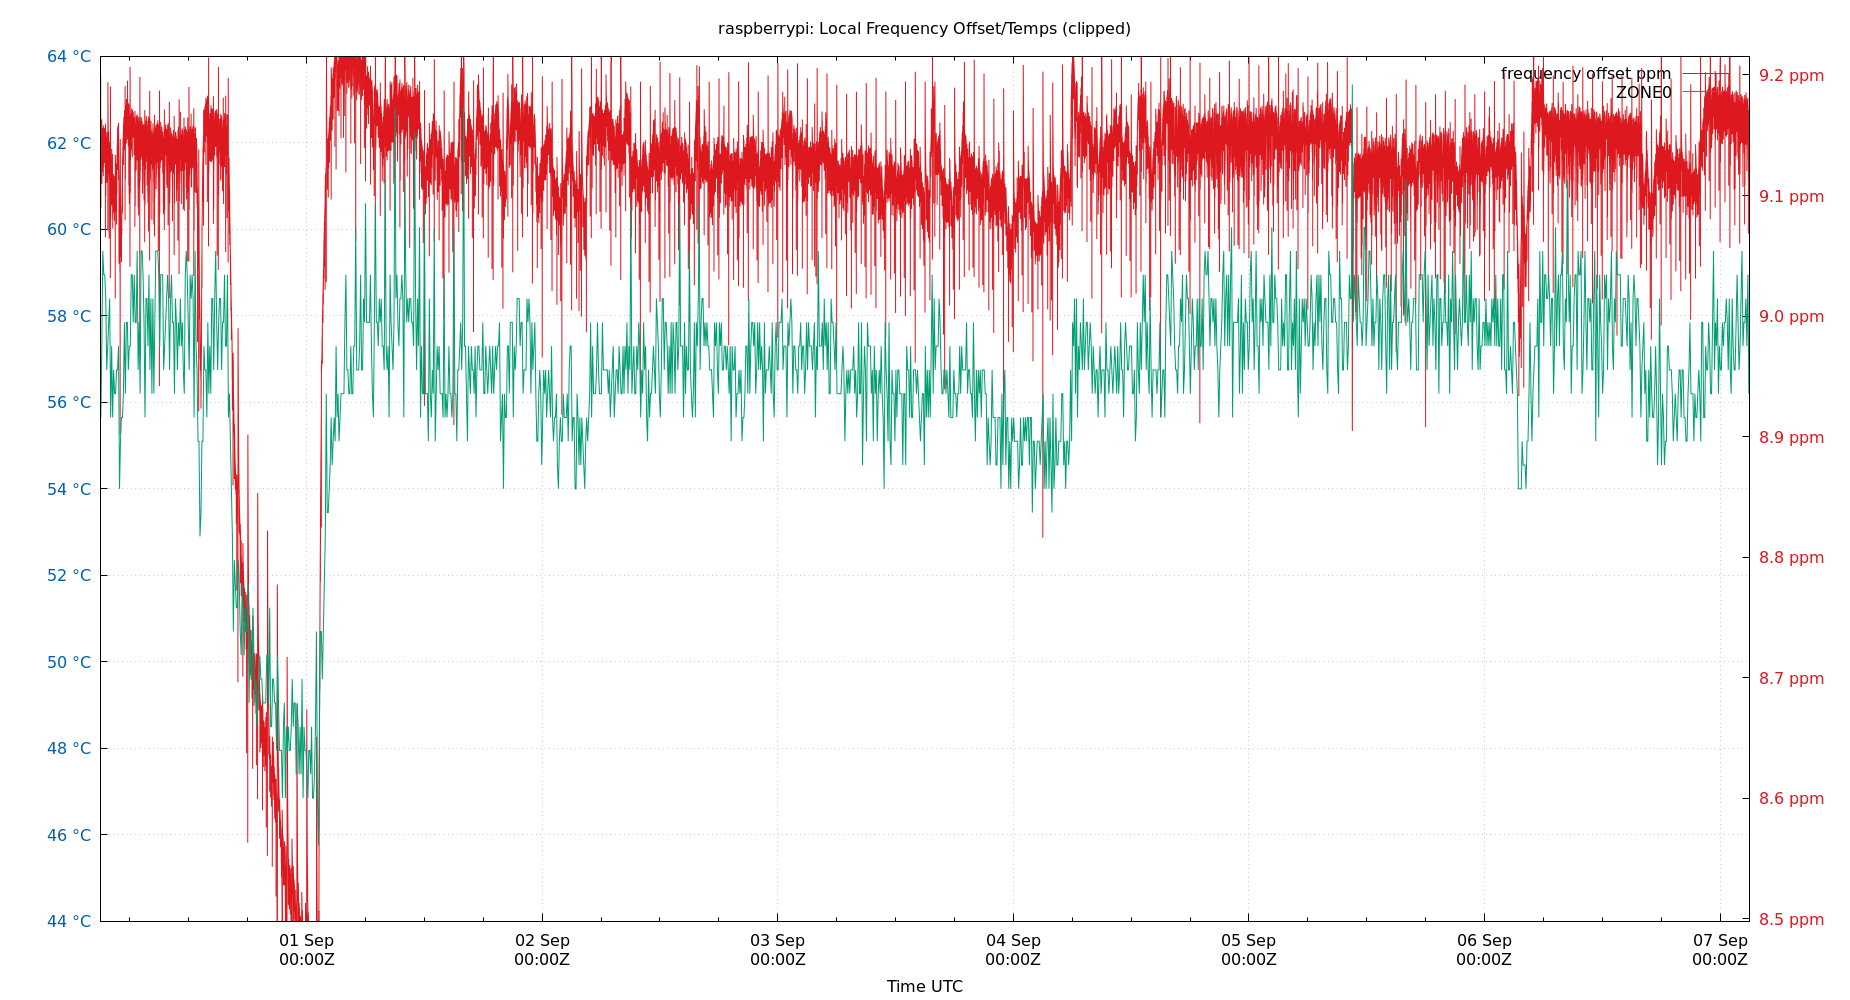 raspberrypi: Local Frequency Offset/Temps (clipped)
64 °C
62 °C
60 °C
58 °C
56 °C
54 °C
52 °C
50 °C
48 °C
46 °C
44 °C
frequency offset ppm
ZONE0
9.2 ppm
9.1 ppm
9.0 ppm
8.9 ppm
8.8 ppm
8.7 ppm
8.6 ppm
8.5 ppm
01 Sep
00:00Z
02 Sep
00:00Z
03 Sep
00:00Z
04 Sep
00:00Z
05 Sep
00:00Z
06 Sep
00:00Z
07 Sep
00:00Z
Time UTC